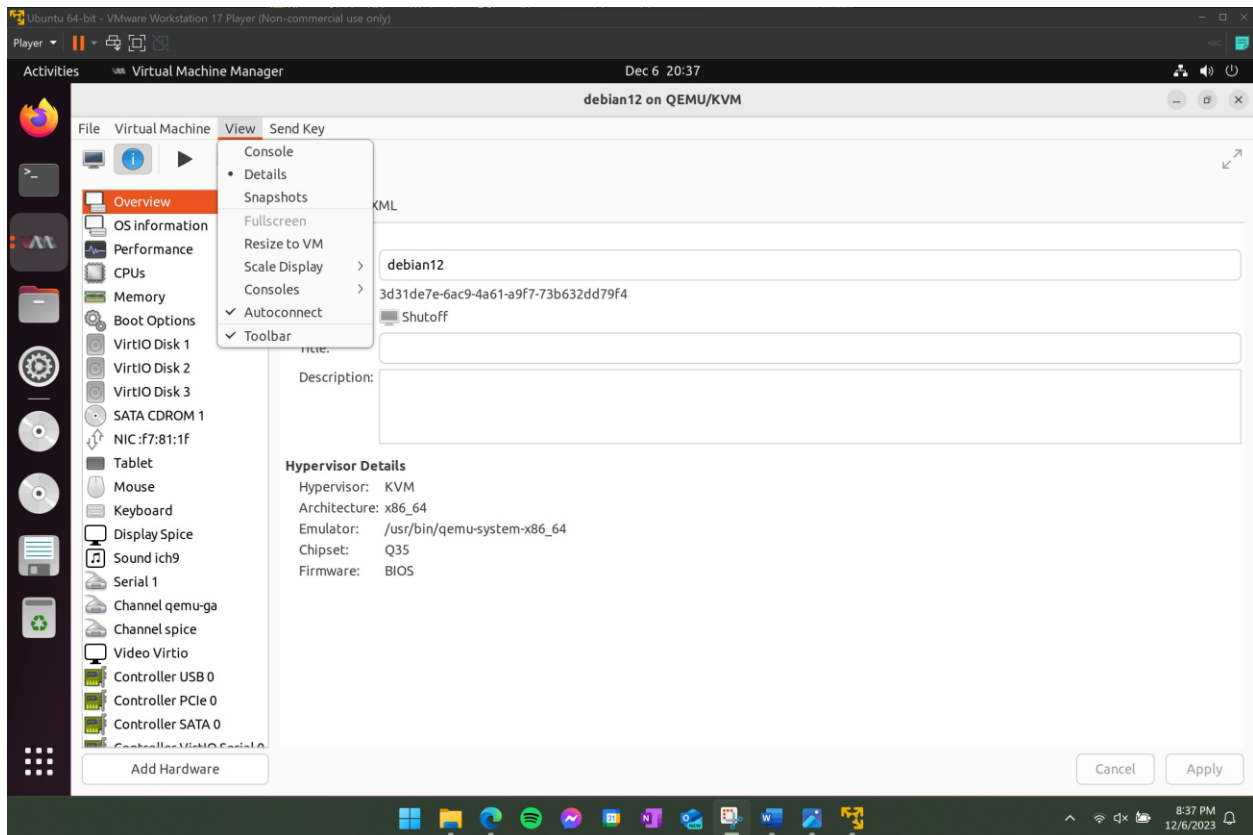 Ubuntu 64-bit - VMware Workstation 17 Player (Non-commercial use only)
Player
Activities Virtual Machine Manager Dec 6 20:37
debian12 on QEMU/KVM
File Virtual Machine View Send Key
Console
Details
Snapshots
Fullscreen
Resize to VM
Scale Display
Consoles
Autoconnect
Toolbar
Overview
OS information
Performance
CPUs
Memory
Boot Options
VirtIO Disk 1
VirtIO Disk 2
VirtIO Disk 3
SATA CDROM 1
NIC :f7:81:1f
Tablet
Mouse
Keyboard
Display Spice
Sound ich9
Serial 1
Channel qemu-ga
Channel spice
Video Virtio
Controller USB 0
Controller PCIe 0
Controller SATA 0
Controller VirtIO Serial 0
Add Hardware
XML
debian12
3d31de7e-6ac9-4a61-a9f7-73b632dd79f4
Shutoff
Title:
Description:
Hypervisor Details
Hypervisor: KVM
Architecture: x86_64
Emulator: /usr/bin/qemu-system-x86_64
Chipset: Q35
Firmware: BIOS
Cancel Apply
8:37 PM
12/6/2023